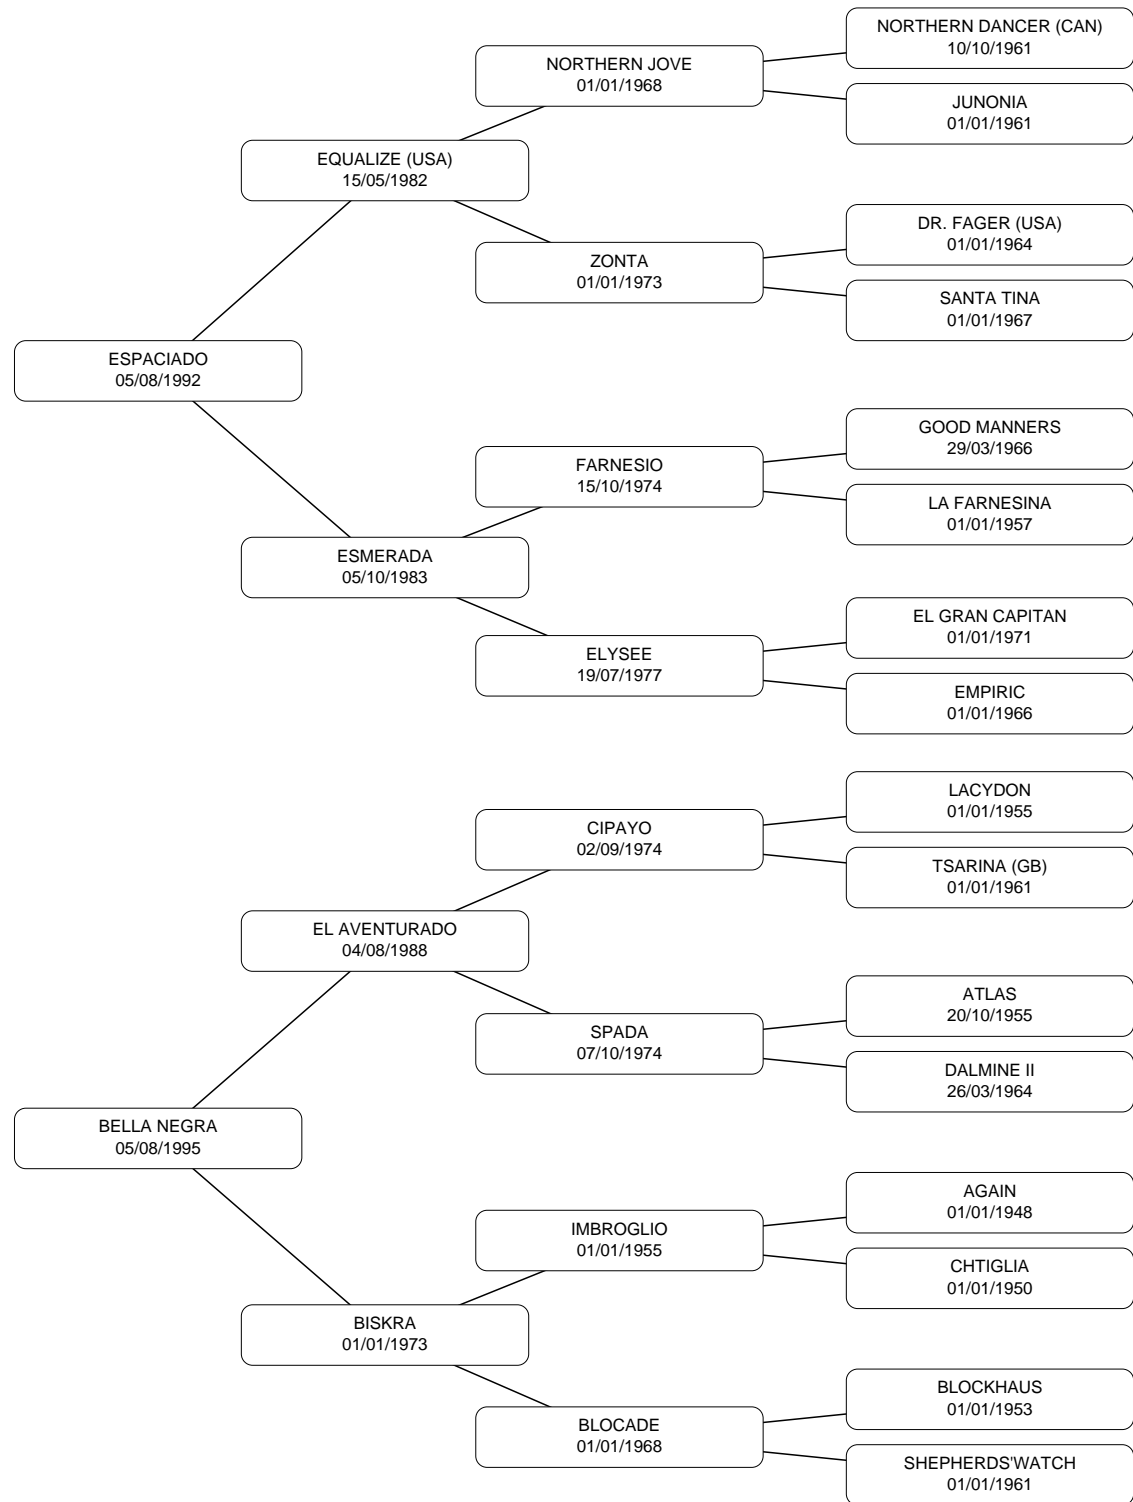 NORTHERN DANCER (CAN)
10/10/1961
NORTHERN JOVE
01/01/1968
JUNONIA
01/01/1961
EQUALIZE (USA)
15/05/1982
DR. FAGER (USA)
01/01/1964
ZONTA
01/01/1973
SANTA TINA
01/01/1967
ESPACIADO
05/08/1992
GOOD MANNERS
29/03/1966
FARNESIO
15/10/1974
LA FARNESINA
01/01/1957
ESMERADA
05/10/1983
EL GRAN CAPITAN
01/01/1971
ELYSEE
19/07/1977
EMPIRIC
01/01/1966
LACYDON
01/01/1955
CIPAYO
02/09/1974
TSARINA (GB)
01/01/1961
EL AVENTURADO
04/08/1988
ATLAS
20/10/1955
SPADA
07/10/1974
DALMINE II
26/03/1964
BELLA NEGRA
05/08/1995
AGAIN
01/01/1948
IMBROGLIO
01/01/1955
CHTIGLIA
01/01/1950
BISKRA
01/01/1973
BLOCKHAUS
01/01/1953
BLOCADE
01/01/1968
SHEPHERDS'WATCH
01/01/1961